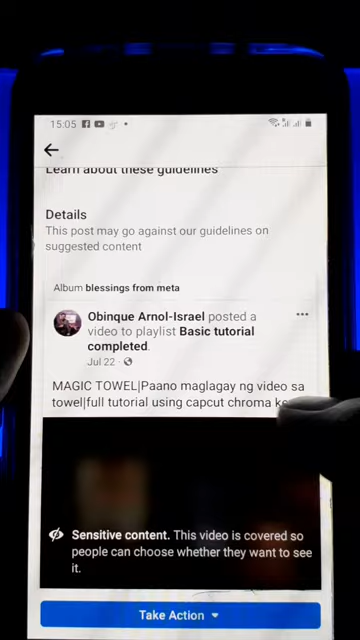 15:05
Learn about these guidelines
Details
This post may go against our guidelines on
suggested content
Album blessings from meta
Obinque Arnol-Israel posted a
video to playlist Basic tutorial
completed.
Jul 22 ·
MAGIC TOWEL|Paano maglagay ng video sa
towel|full tutorial using capcut chroma
Sensitive content. This video is covered so
people can choose whether they want to see
it.
Take Action